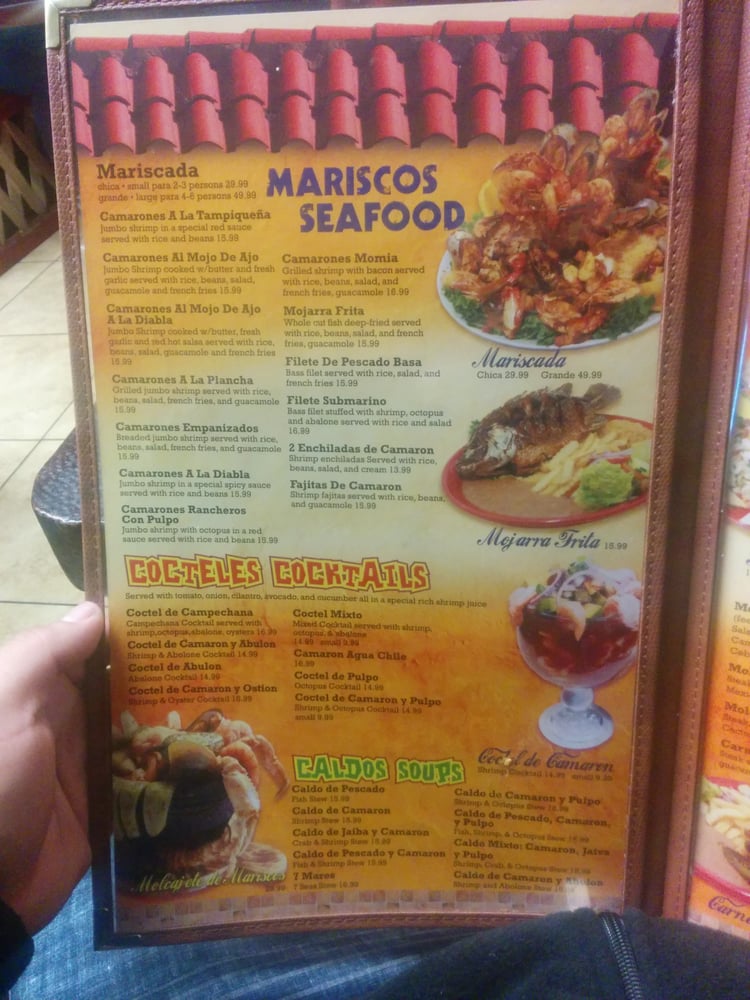 Mariscada
chica • small para 2-3 persons 29.99
grande • large para 4-6 persons 49.99
MARISCOS
SEAFOOD
Camarones A La Tampiqueña
Jumbo shrimp in a special red sauce
served with rice and beans 15.99
Camarones Al Mojo De Ajo
Jumbo Shrimp cooked w/butter and fresh
garlic served with rice, beans, salad,
guacamole and french fries 15.99
Camarones Al Mojo De Ajo
A La Diabla
Jumbo Shrimp cooked w/butter, fresh
garlic and red hot salsa served with rice,
beans, salad, guacamole and french fries
15.99
Camarones A La Plancha
Grilled jumbo shrimp served with rice,
beans, salad, french fries, and guacamole
15.99
Camarones Empanizados
Breaded jumbo shrimp served with rice,
beans, salad, french fries, and guacamole
15.99
Camarones A La Diabla
Jumbo shrimp in a special spicy sauce
served with rice and beans 15.99
Camarones Rancheros
Con Pulpo
Jumbo shrimp with octopus in a red
sauce served with rice and beans 15.99
Camarones Momia
Grilled shrimp with bacon served
with rice, beans, salad, and
french fries, guacamole 16.99
Mojarra Frita
Whole cut fish deep-fried served
with rice, beans, salad, and french
fries, guacamole 15.99
Filete De Pescado Basa
Bass filet served with rice, salad, and
french fries 15.99
Filete Submarino
Bass filet stuffed with shrimp, octopus
and abalone served with rice and salad
16.99
2 Enchiladas de Camaron
Shrimp enchiladas Served with rice,
beans, salad, and cream 13.99
Fajitas De Camaron
Shrimp fajitas served with rice, beans,
and guacamole 15.99
Mariscada
Chica 29.99 Grande 49.99
Mojarra Frita 15.99
COCTELES COCKTAILS
Served with tomato, onion, cilantro, avocado, and cucumber all in a special rich shrimp juice
Coctel de Campechana
Campechana Cocktail served with
shrimp, octopus, abalone, oysters 16.99
Coctel de Camaron y Abulon
Shrimp & Abalone Cocktail 14.99
Coctel de Abulon
Abalone Cocktail 14.99
Coctel de Camaron y Ostion
Shrimp & Oyster Cocktail
Coctel Mixto
Mixed Cocktail served with shrimp,
octopus, & abalone
14.99 small 9.99
Camaron Agua Chile
16.99
Coctel de Pulpo
Octopus Cocktail 14.99
Coctel de Camaron y Pulpo
Shrimp & Octopus Cocktail 14.99
small 9.99
Coctel de Camaron
Shrimp Cocktail 14.99 small
Molcajete de Mariscos
CALDOS SOUPS
Caldo de Pescado
Fish Stew 15.99
Caldo de Camaron
Shrimp Stew 15.99
Caldo de Jaiba y Camaron
Crab & Shrimp Stew 15.99
Caldo de Pescado y Camaron
Fish & Shrimp Stew 15.99
7 Mares
7 Seas Stew 16.99
Caldo de Camaron y Pulpo
Shrimp & Octopus Stew
Caldo de Pescado, Camaron,
y Pulpo
Fish, Shrimp, & Octopus Stew
Caldo Mixto: Camaron, Jaiva
y Pulpo
Shrimp, Crab, & Octopus Stew
Caldo de Camaron y Abulon
Shrimp and Abolone Stew